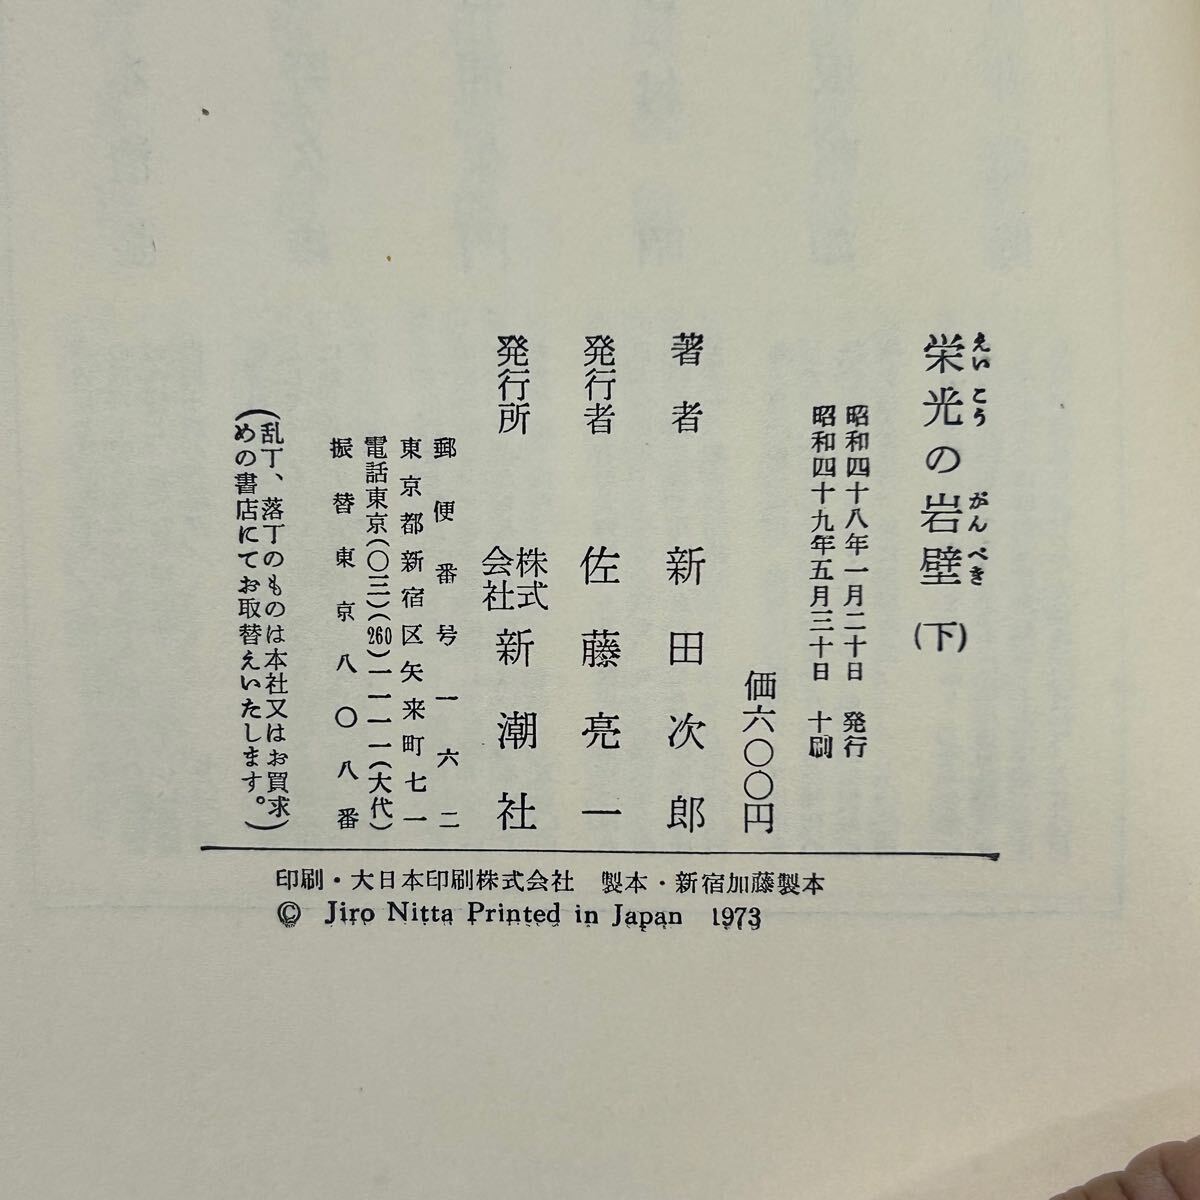 栄光の岩壁(下)
えいこう がんぺき
昭和四十八年一月二十日 発行
昭和四十九年五月三十日 十刷
価六〇〇円
著者 新田次郎
発行者 佐藤亮一
発行所 株式会社 新潮社
郵便番号一六二
東京都新宿区矢来町七一
電話東京(〇三)(260)一一一一(大代)
振替東京八〇八番
(乱丁、落丁のものは本社又はお買求
めの書店にてお取替えいたします。)
印刷・大日本印刷株式会社 製本・新宿加藤製本
© Jiro Nitta Printed in Japan 1973